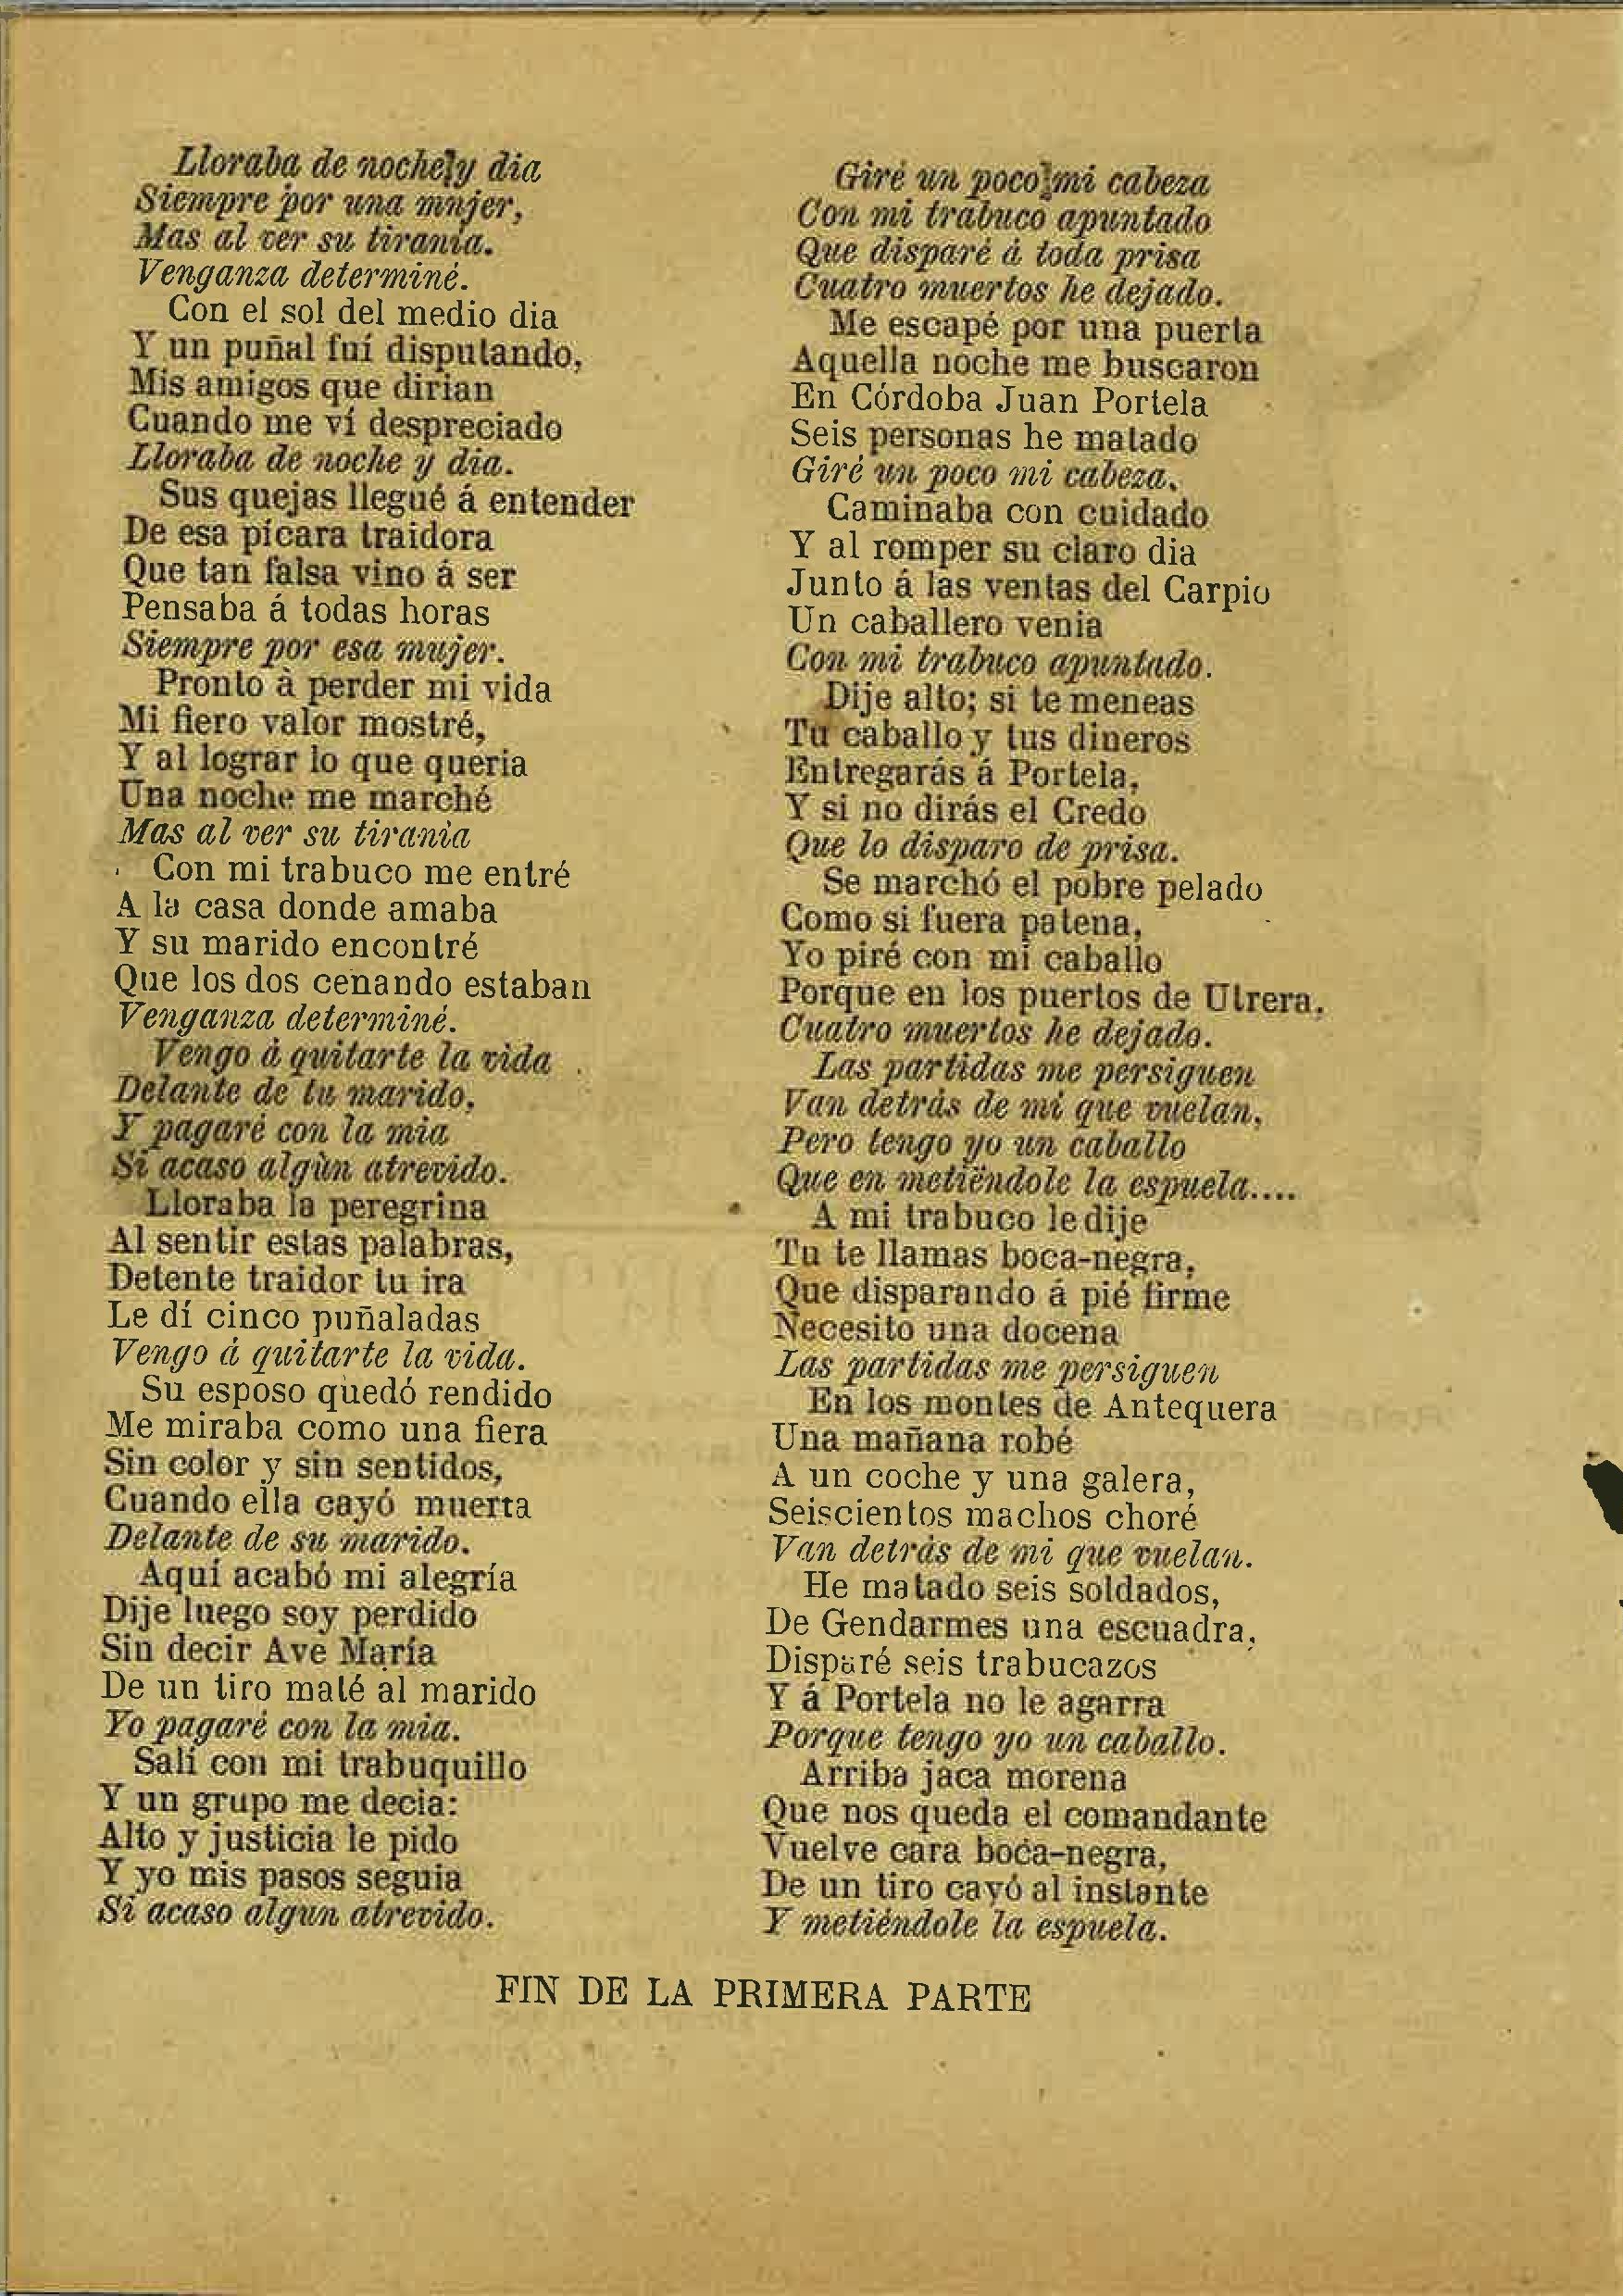 Lloraba de noche y dia
Siempre por una mnjer,
Mas al ver su tirania.
Venganza determiné.
Con el sol del medio dia
Y un puñal fuí disputando,
Mis amigos que dirian
Cuando me ví despreciado
Lloraba de noche y dia.
Sus quejas llegué á entender
De esa pícara traidora
Que tan falsa vino á ser
Pensaba á todas horas
Siempre por esa mujer.
Pronto à perder mi vida
Mi fiero valor mostré,
Y al lograr lo que queria
Una noche me marché
Mas al ver su tirania
Con mi trabuco me entré
A la casa donde amaba
Y su marido encontré
Que los dos cenando estaban
Venganza determiné.
Vengo á quitarte la vida
Delante de tu marido,
Y pagaré con la mia
Si acaso algùn atrevido.
Lloraba la peregrina
Al sentir estas palabras,
Detente traidor tu ira
Le dí cinco puñaladas
Vengo á quitarte la vida.
Su esposo quedó rendido
Me miraba como una fiera
Sin color y sin sentidos,
Cuando ella cayó muerta
Delante de su marido.
Aquí acabó mi alegría
Dije luego soy perdido
Sin decir Ave María
De un tiro maté al marido
Yo pagaré con la mia.
Salí con mi trabuquillo
Y un grupo me decia:
Alto y justicia le pido
Y yo mis pasos seguia
Si acaso algun atrevido.
Giré un poco mi cabeza
Con mi trabuco apuntado
Que disparé á toda prisa
Cuatro muertos he dejado.
Me escapé por una puerta
Aquella noche me buscaron
En Córdoba Juan Portela
Seis personas he matado
Giré un poco mi cabeza.
Caminaba con cuidado
Y al romper su claro dia
Junto á las ventas del Carpio
Un caballero venia
Con mi trabuco apuntado.
Dije alto; si te meneas
Tu caballo y tus dineros
Entregarás á Portela,
Y si no dirás el Credo
Que lo disparo de prisa.
Se marchó el pobre pelado
Como si fuera patena,
Yo piré con mi caballo
Porque en los puertos de Utrera,
Cuatro muertos he dejado.
Las partidas me persiguen
Van detrás de mi que vuelan,
Pero tengo yo un caballo
Que en metiëndole la espuela....
A mi trabuco le dije
Tu te llamas boca-negra,
Que disparando á pié firme
Necesito una docena
Las partidas me persiguen
En los montes de Antequera
Una mañana robé
A un coche y una galera,
Seiscientos machos choré
Van detrás de mi que vuelan.
He matado seis soldados,
De Gendarmes una escuadra,
Disparé seis trabucazos
Y á Portela no le agarra
Porque tengo yo un caballo.
Arriba jaca morena
Que nos queda el comandante
Vuelve cara boca-negra,
De un tiro cayó al instante
Y metiéndole la espuela.
FIN DE LA PRIMERA PARTE